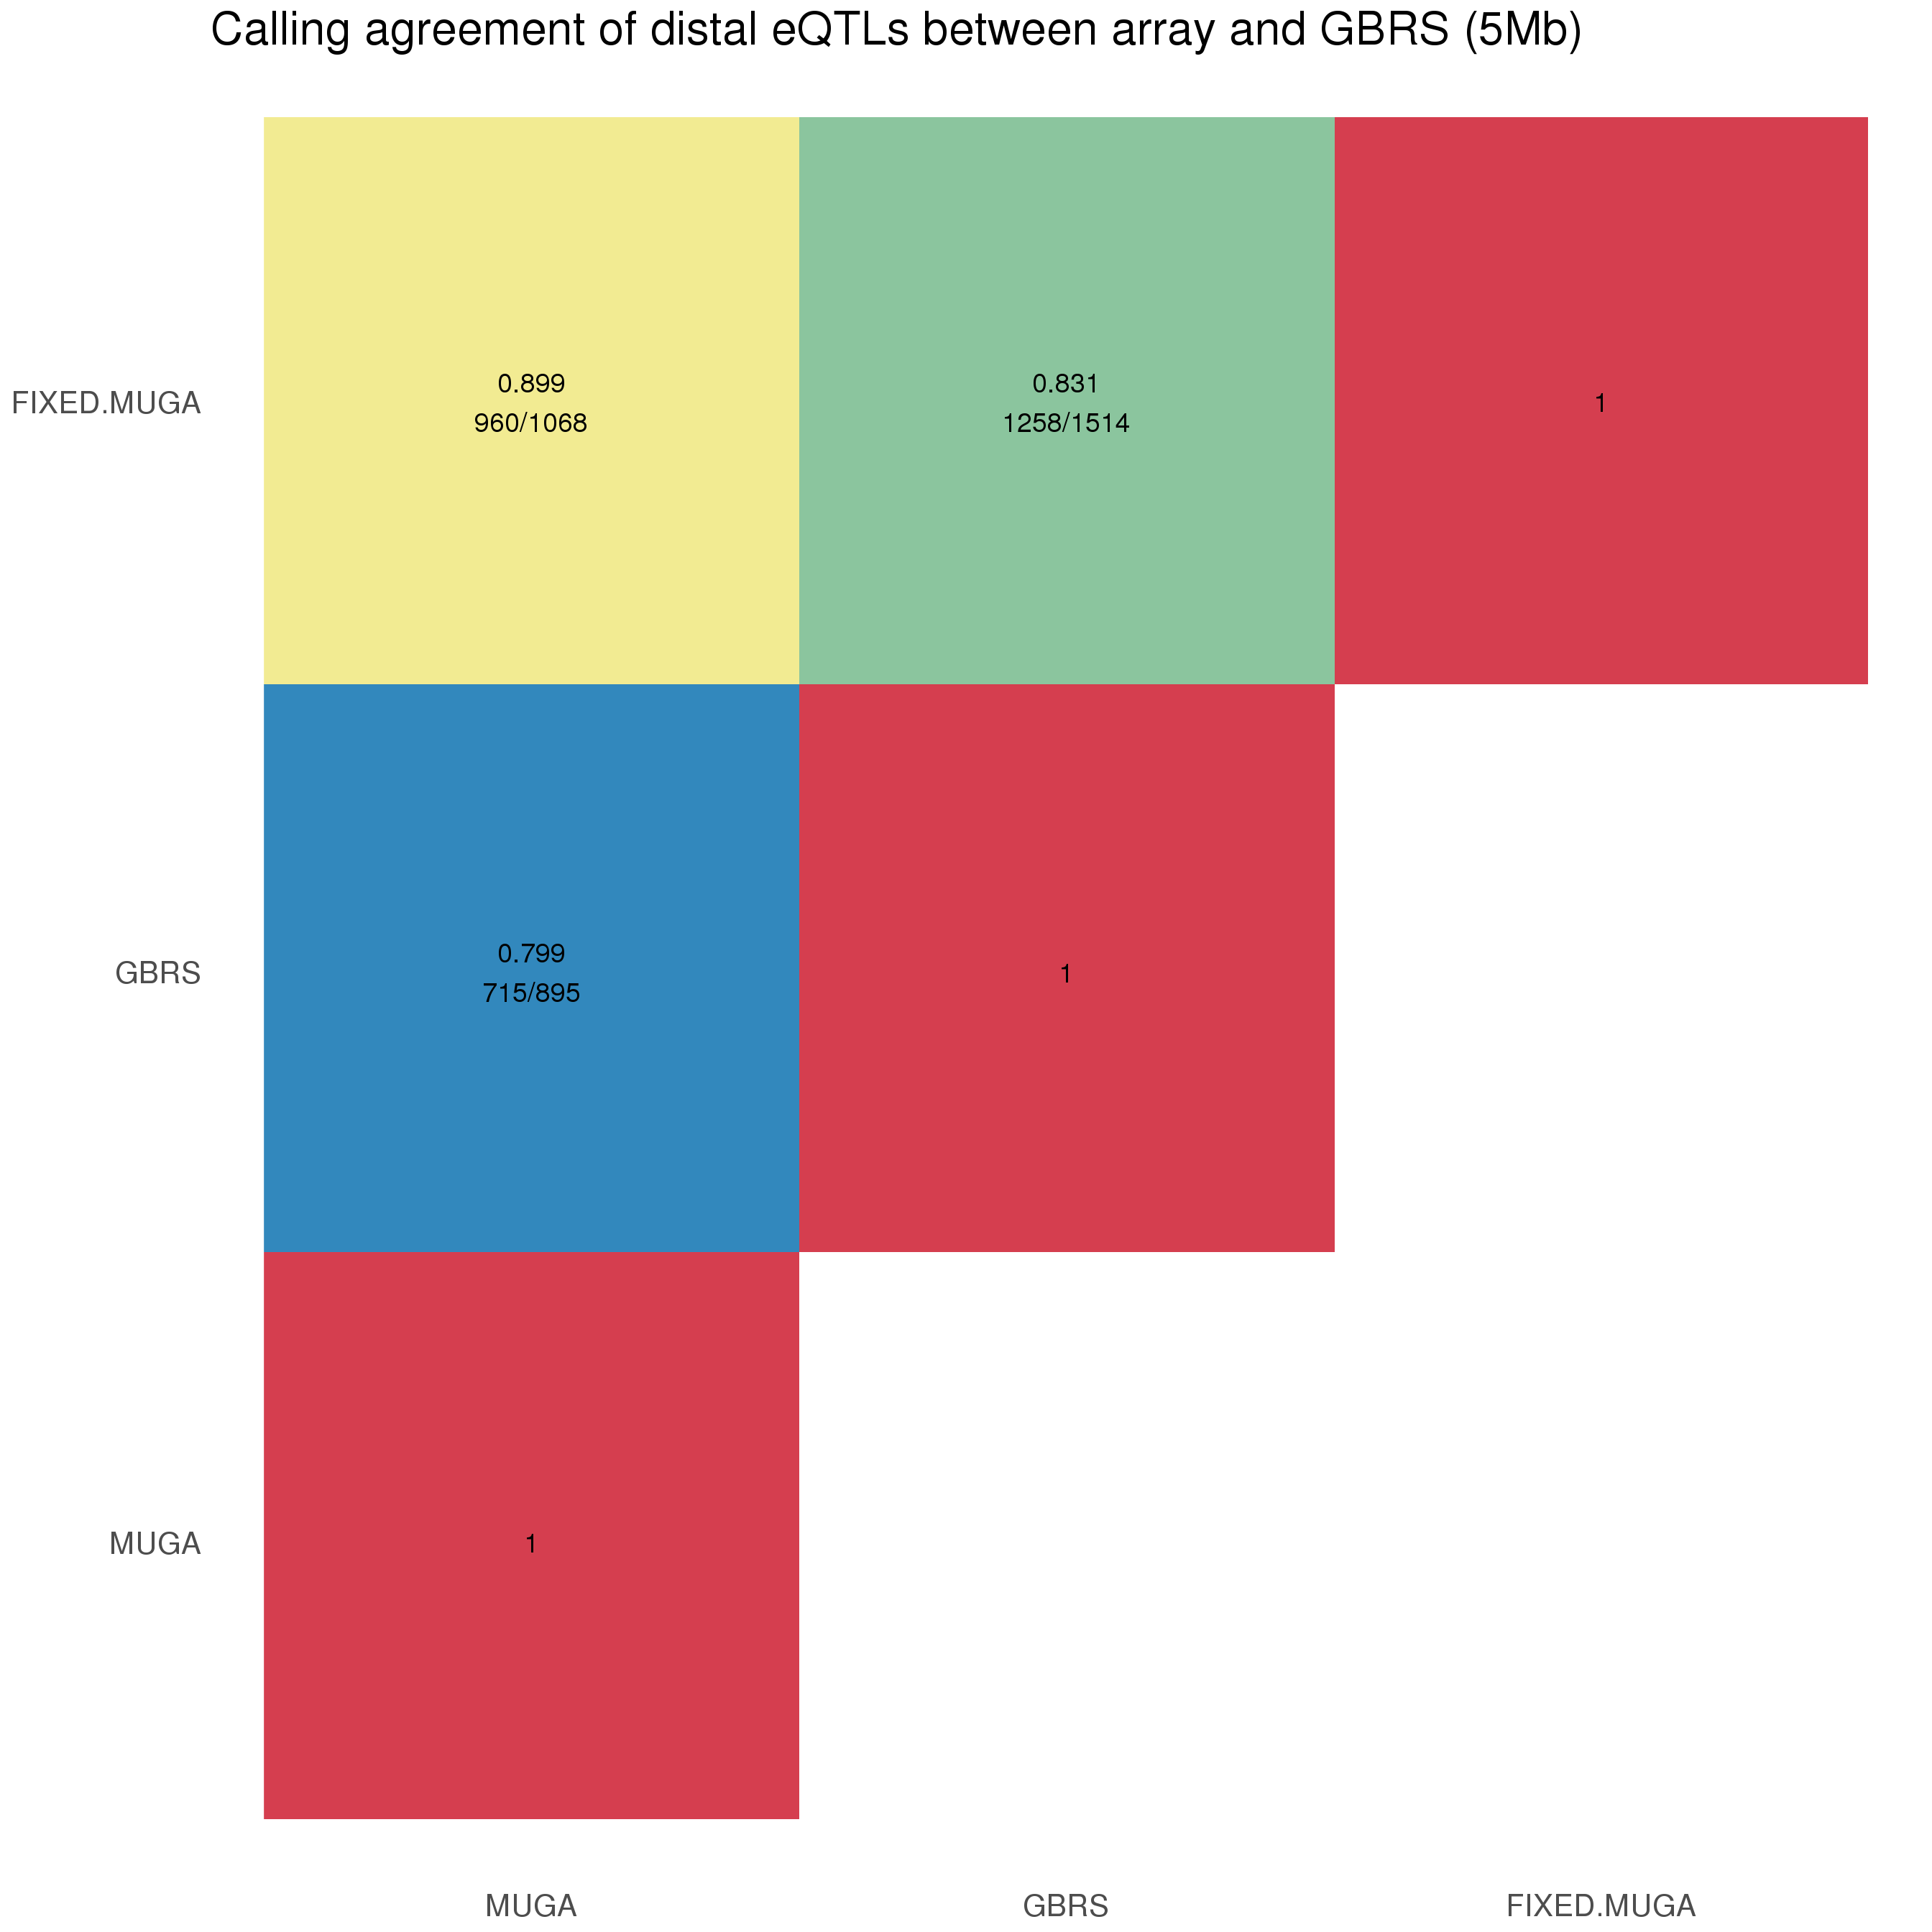 Calling agreement of distal eQTLs between array and GBRS (5Mb)
FIXED.MUGA
0.899
960/1068
0.831
1258/1514
1
GBRS
0.799
715/895
1
MUGA
1
MUGA
GBRS
FIXED.MUGA